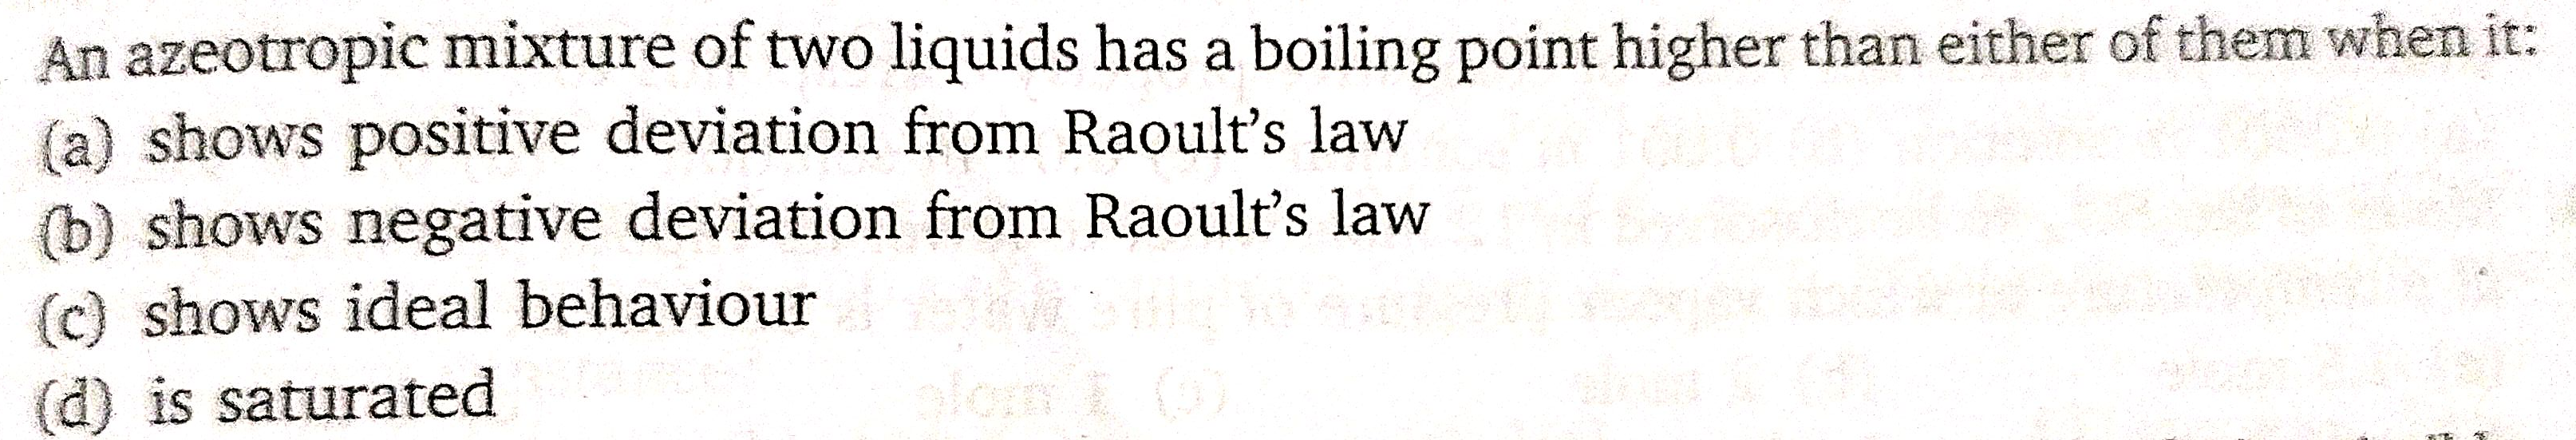 An azeotropic mixture of two liquids has a boiling point higher than either of them when it:
(a) shows positive deviation from Raoult's law
(b) shows negative deviation from Raoult's law
(c) shows ideal behaviour
(d) is saturated